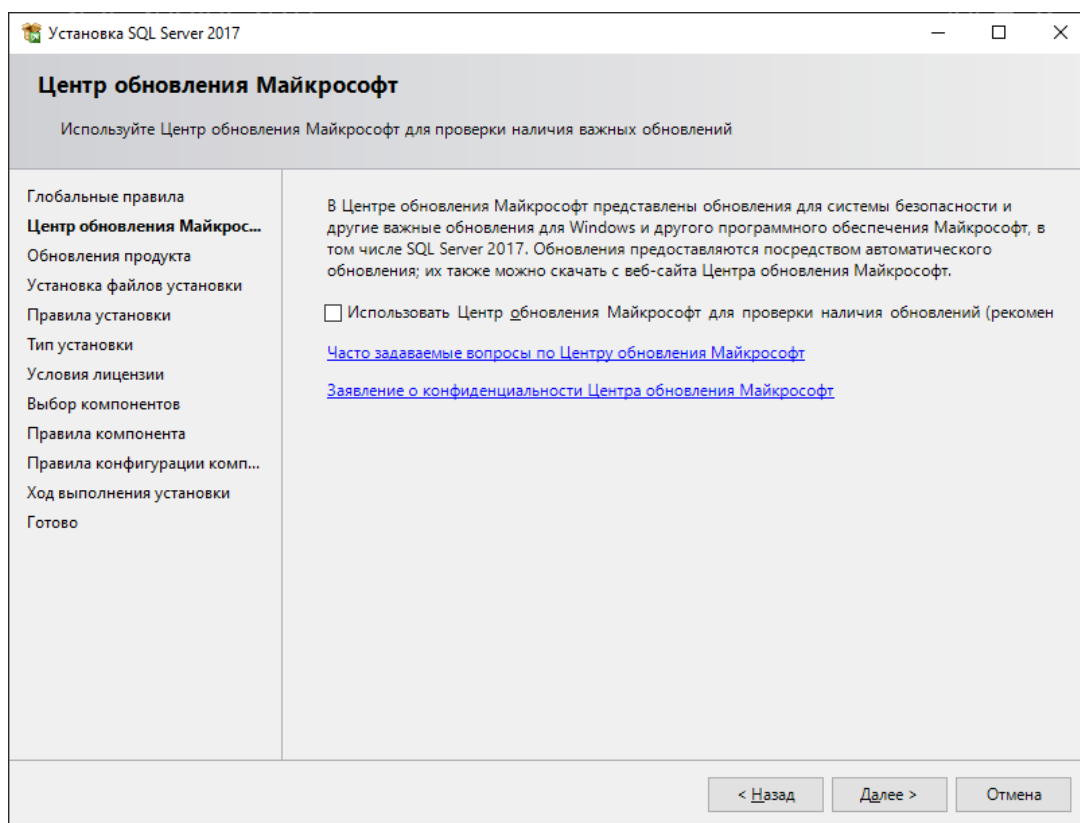 Установка SQL Server 2017
Центр обновления Майкрософт
Используйте Центр обновления Майкрософт для проверки наличия важных обновлений
Глобальные правила
Центр обновления Майкрос...
Обновления продукта
Установка файлов установки
Правила установки
Тип установки
Условия лицензии
Выбор компонентов
Правила компонента
Правила конфигурации комп...
Ход выполнения установки
Готово
В Центре обновления Майкрософт представлены обновления для системы безопасности и
другие важные обновления для Windows и другого программного обеспечения Майкрософт, в
том числе SQL Server 2017. Обновления предоставляются посредством автоматического
обновления; их также можно скачать с веб-сайта Центра обновления Майкрософт.
Использовать Центр обновления Майкрософт для проверки наличия обновлений (рекомен
Часто задаваемые вопросы по Центру обновления Майкрософт
Заявление о конфиденциальности Центра обновления Майкрософт
< Назад
Далее >
Отмена